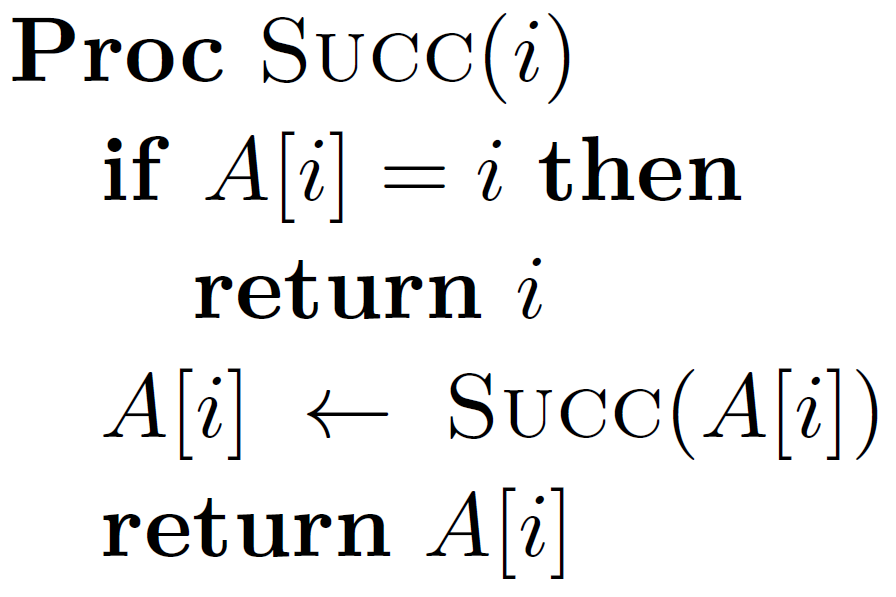 Proc Succ(i)
if A[i] = i then
return i
A[i] ← Succ(A[i])
return A[i]